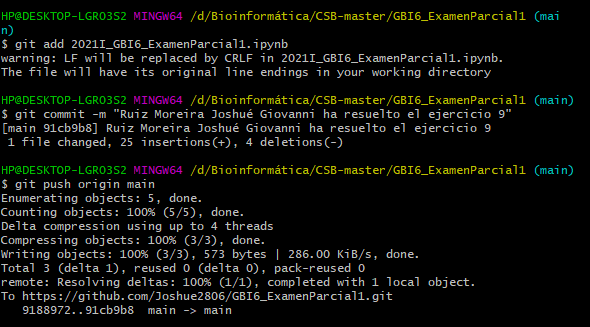 HP@DESKTOP-LGRO3S2 MINGW64 /d/Bioinformática/CSB-master/GBI6_ExamenParcial1 (mai
n)
$ git add 2021I_GBI6_ExamenParcial1.ipynb
warning: LF will be replaced by CRLF in 2021I_GBI6_ExamenParcial1.ipynb.
The file will have its original line endings in your working directory
HP@DESKTOP-LGRO3S2 MINGW64 /d/Bioinformática/CSB-master/GBI6_ExamenParcial1 (main)
$ git commit -m "Ruiz Moreira Joshué Giovanni ha resuelto el ejercicio 9"
[main 91cb9b8] Ruiz Moreira Joshué Giovanni ha resuelto el ejercicio 9
 1 file changed, 25 insertions(+), 4 deletions(-)
HP@DESKTOP-LGRO3S2 MINGW64 /d/Bioinformática/CSB-master/GBI6_ExamenParcial1 (main)
$ git push origin main
Enumerating objects: 5, done.
Counting objects: 100% (5/5), done.
Delta compression using up to 4 threads
Compressing objects: 100% (3/3), done.
Writing objects: 100% (3/3), 573 bytes | 286.00 KiB/s, done.
Total 3 (delta 1), reused 0 (delta 0), pack-reused 0
remote: Resolving deltas: 100% (1/1), completed with 1 local object.
To https://github.com/Joshue2806/GBI6_ExamenParcial1.git
   9188972..91cb9b8  main -> main